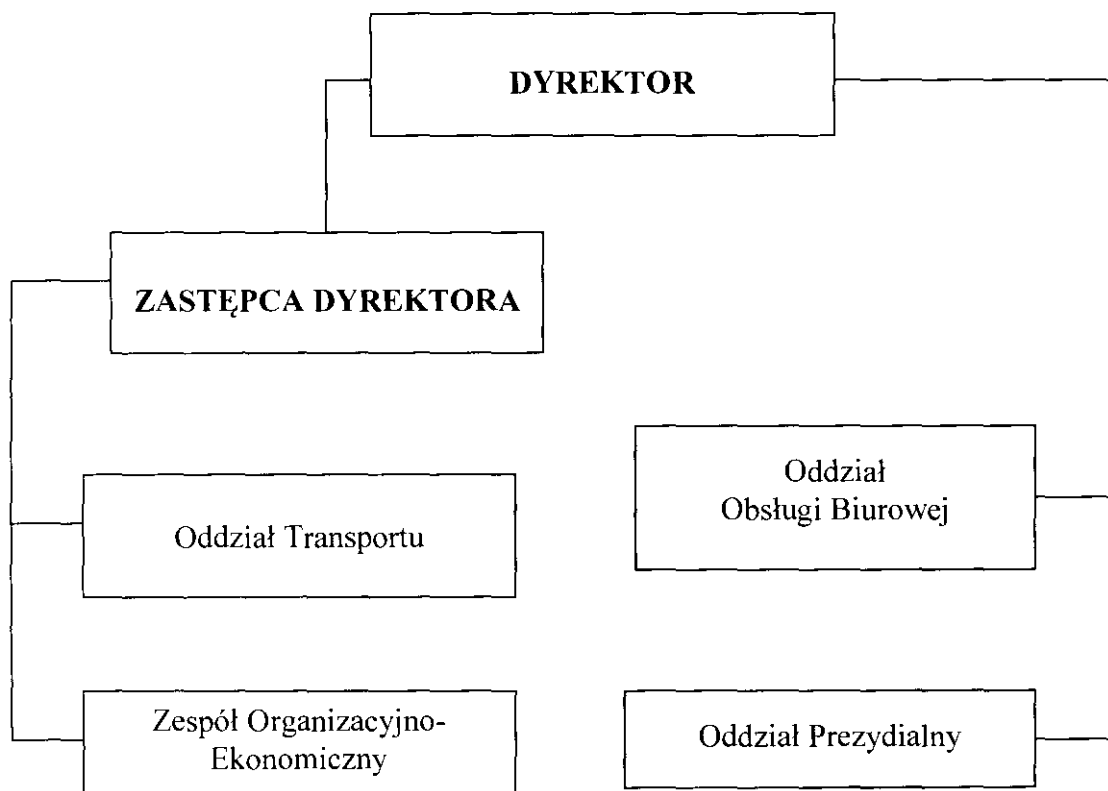 DYREKTOR
ZASTĘPCA DYREKTORA
Oddział Transportu
Oddział
Obsługi Biurowej
Zespół Organizacyjno-
Ekonomiczny
Oddział Prezydialny